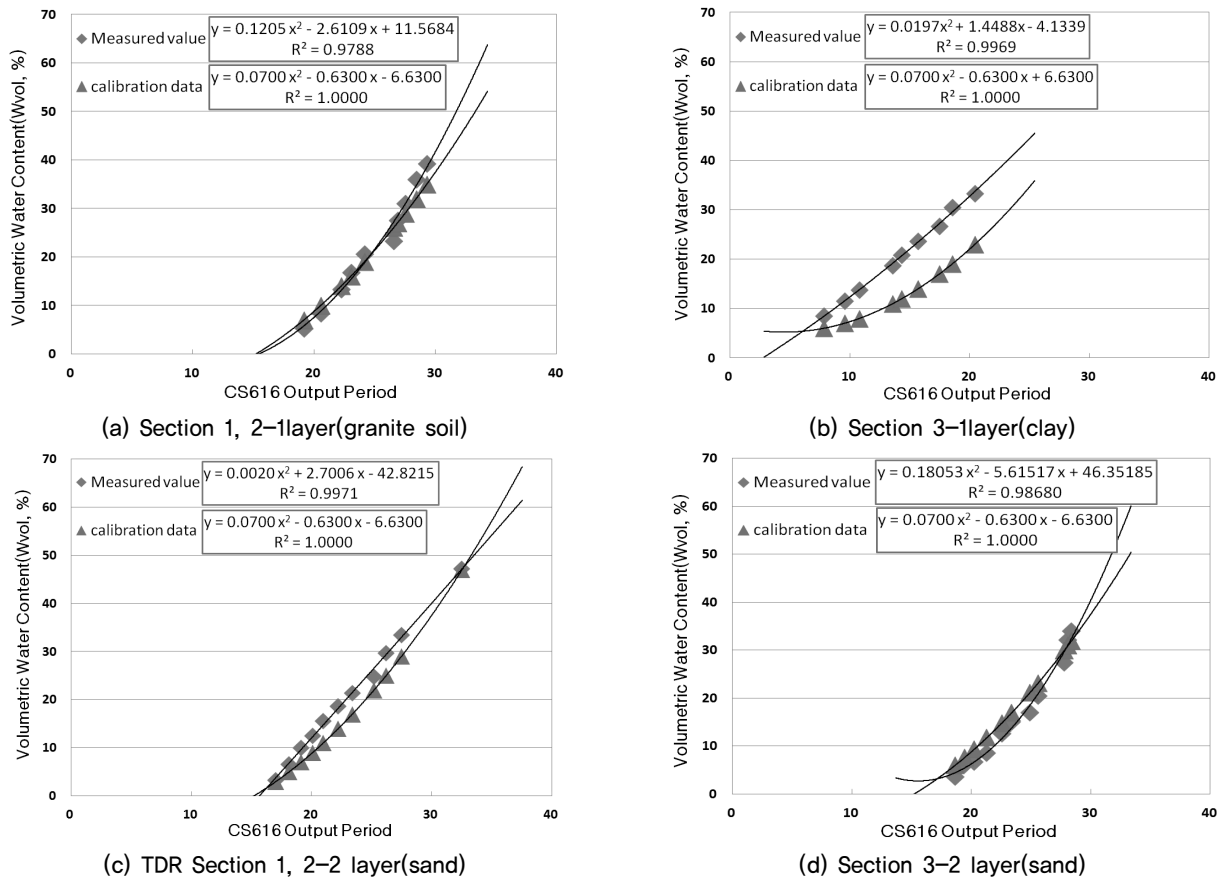 70
60
50
40
30
20
10
0
Volumetric Water Content(Wvol, %)
Measured value
y = 0.1205 x² - 2.6109 x + 11.5684
R² = 0.9788
calibration data
y = 0.0700 x² - 0.6300 x - 6.6300
R² = 1.0000
0 10 20 30 40
CS616 Output Period
(a) Section 1, 2-1layer(granite soil)
70
60
50
40
30
20
10
0
Volumetric Water Content(Wvol, %)
Measured value
y = 0.0197x² + 1.4488x - 4.1339
R² = 0.9969
calibration data
y = 0.0700 x² - 0.6300 x + 6.6300
R² = 1.0000
0 10 20 30 40
CS616 Output Period
(b) Section 3-1layer(clay)
70
60
50
40
30
20
10
0
Volumetric Water Content(Wvol, %)
Measured value
y = 0.0020 x² + 2.7006 x - 42.8215
R² = 0.9971
calibration data
y = 0.0700 x² - 0.6300 x - 6.6300
R² = 1.0000
0 10 20 30 40
CS616 Output Period
(c) TDR Section 1, 2-2 layer(sand)
70
60
50
40
30
20
10
0
Volumetric Water Content(Wvol, %)
Measured value
y = 0.18053 x² - 5.61517 x + 46.35185
R² = 0.98680
calibration data
y = 0.0700 x² - 0.6300 x - 6.6300
R² = 1.0000
0 10 20 30 40
CS616 Output Period
(d) Section 3-2 layer(sand)